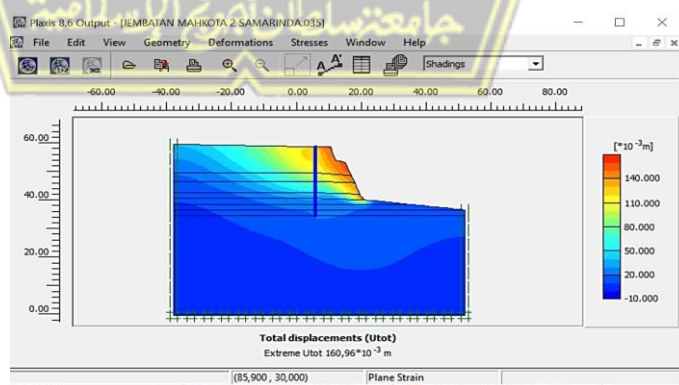 Plaxis 8.6 Output - [JEMBATAN MAHKOTA 2 SAMARINDA.035]
File Edit View Geometry Deformations Stresses Window Help
Shadings
-60.00 -40.00 -20.00 0.00 20.00 40.00 60.00 80.00
60.00
40.00
20.00
0.00
[*10 -3m]
140.000
110.000
80.000
50.000
20.000
-10.000
Total displacements (Utot)
Extreme Utot 160,96*10 -3 m
(85,900 , 30,000) Plane Strain